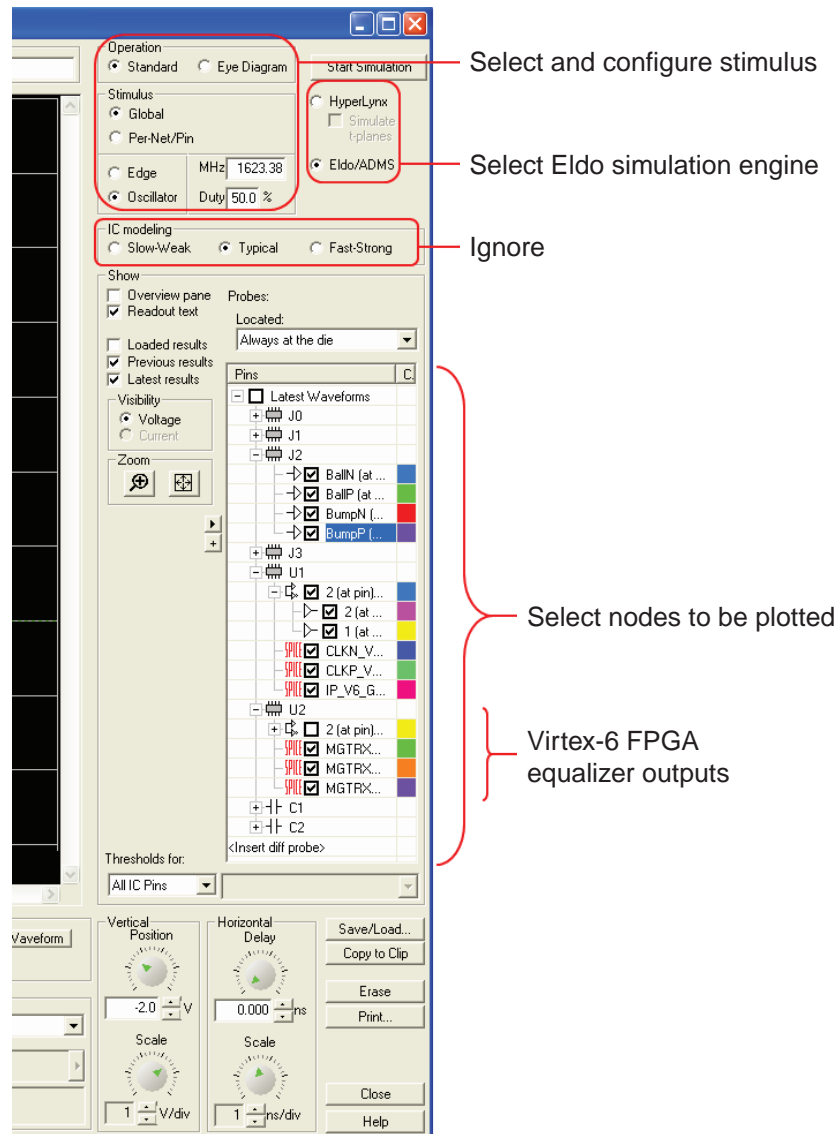 Operation
Standard
Eye Diagram
Start Simulation
Select and configure stimulus
Stimulus
Global
Per-Net/Pin
Edge
MHz 1623.38
Oscillator
Duty 50.0 %
HyperLynx
Simulate
t-planes
Eldo/ADMS
Select Eldo simulation engine
IC modeling
Slow-Weak
Typical
Fast-Strong
Ignore
Show
Overview pane
Readout text
Loaded results
Previous results
Latest results
Visibility
Voltage
Current
Zoom
Probes:
Located:
Always at the die
Pins
C.
Latest Waveforms
J0
J1
J2
BallN (at ...
BallP (at ...
BumpN (...
BumpP (...
J3
U1
2 (at pin)...
2 (at ...
1 (at ...
SPICE CLKN_V...
SPICE CLKP_V...
SPICE IP_V6_G...
U2
2 (at pin)...
SPICE MGTRX...
SPICE MGTRX...
SPICE MGTRX...
C1
C2
<Insert diff probe>
Select nodes to be plotted
Virtex-6 FPGA
equalizer outputs
Thresholds for:
All IC Pins
Waveform
Vertical
Position
-2.0 V
Scale
1 V/div
Horizontal
Delay
0.000 ns
Scale
1 ns/div
Save/Load...
Copy to Clip
Erase
Print...
Close
Help